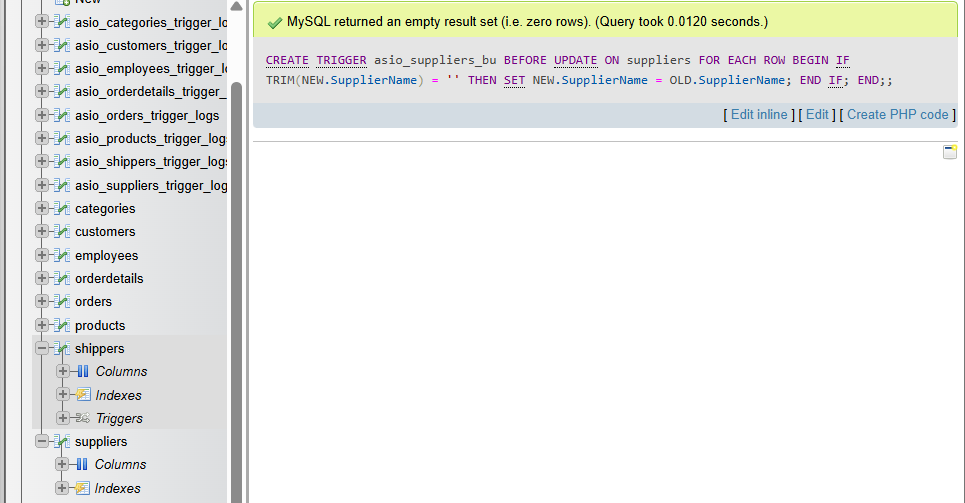 New
asio_categories_trigger_lo
asio_customers_trigger_lo
asio_employees_trigger_l
asio_orderdetails_trigger_
asio_orders_trigger_logs
asio_products_trigger_log
asio_shippers_trigger_log
asio_suppliers_trigger_log
categories
customers
employees
orderdetails
orders
products
shippers
Columns
Indexes
Triggers
suppliers
Columns
Indexes
MySQL returned an empty result set (i.e. zero rows). (Query took 0.0120 seconds.)
CREATE TRIGGER asio_suppliers_bu BEFORE UPDATE ON suppliers FOR EACH ROW BEGIN IF
TRIM(NEW.SupplierName) = '' THEN SET NEW.SupplierName = OLD.SupplierName; END IF; END;;
[ Edit inline ] [ Edit ] [ Create PHP code ]